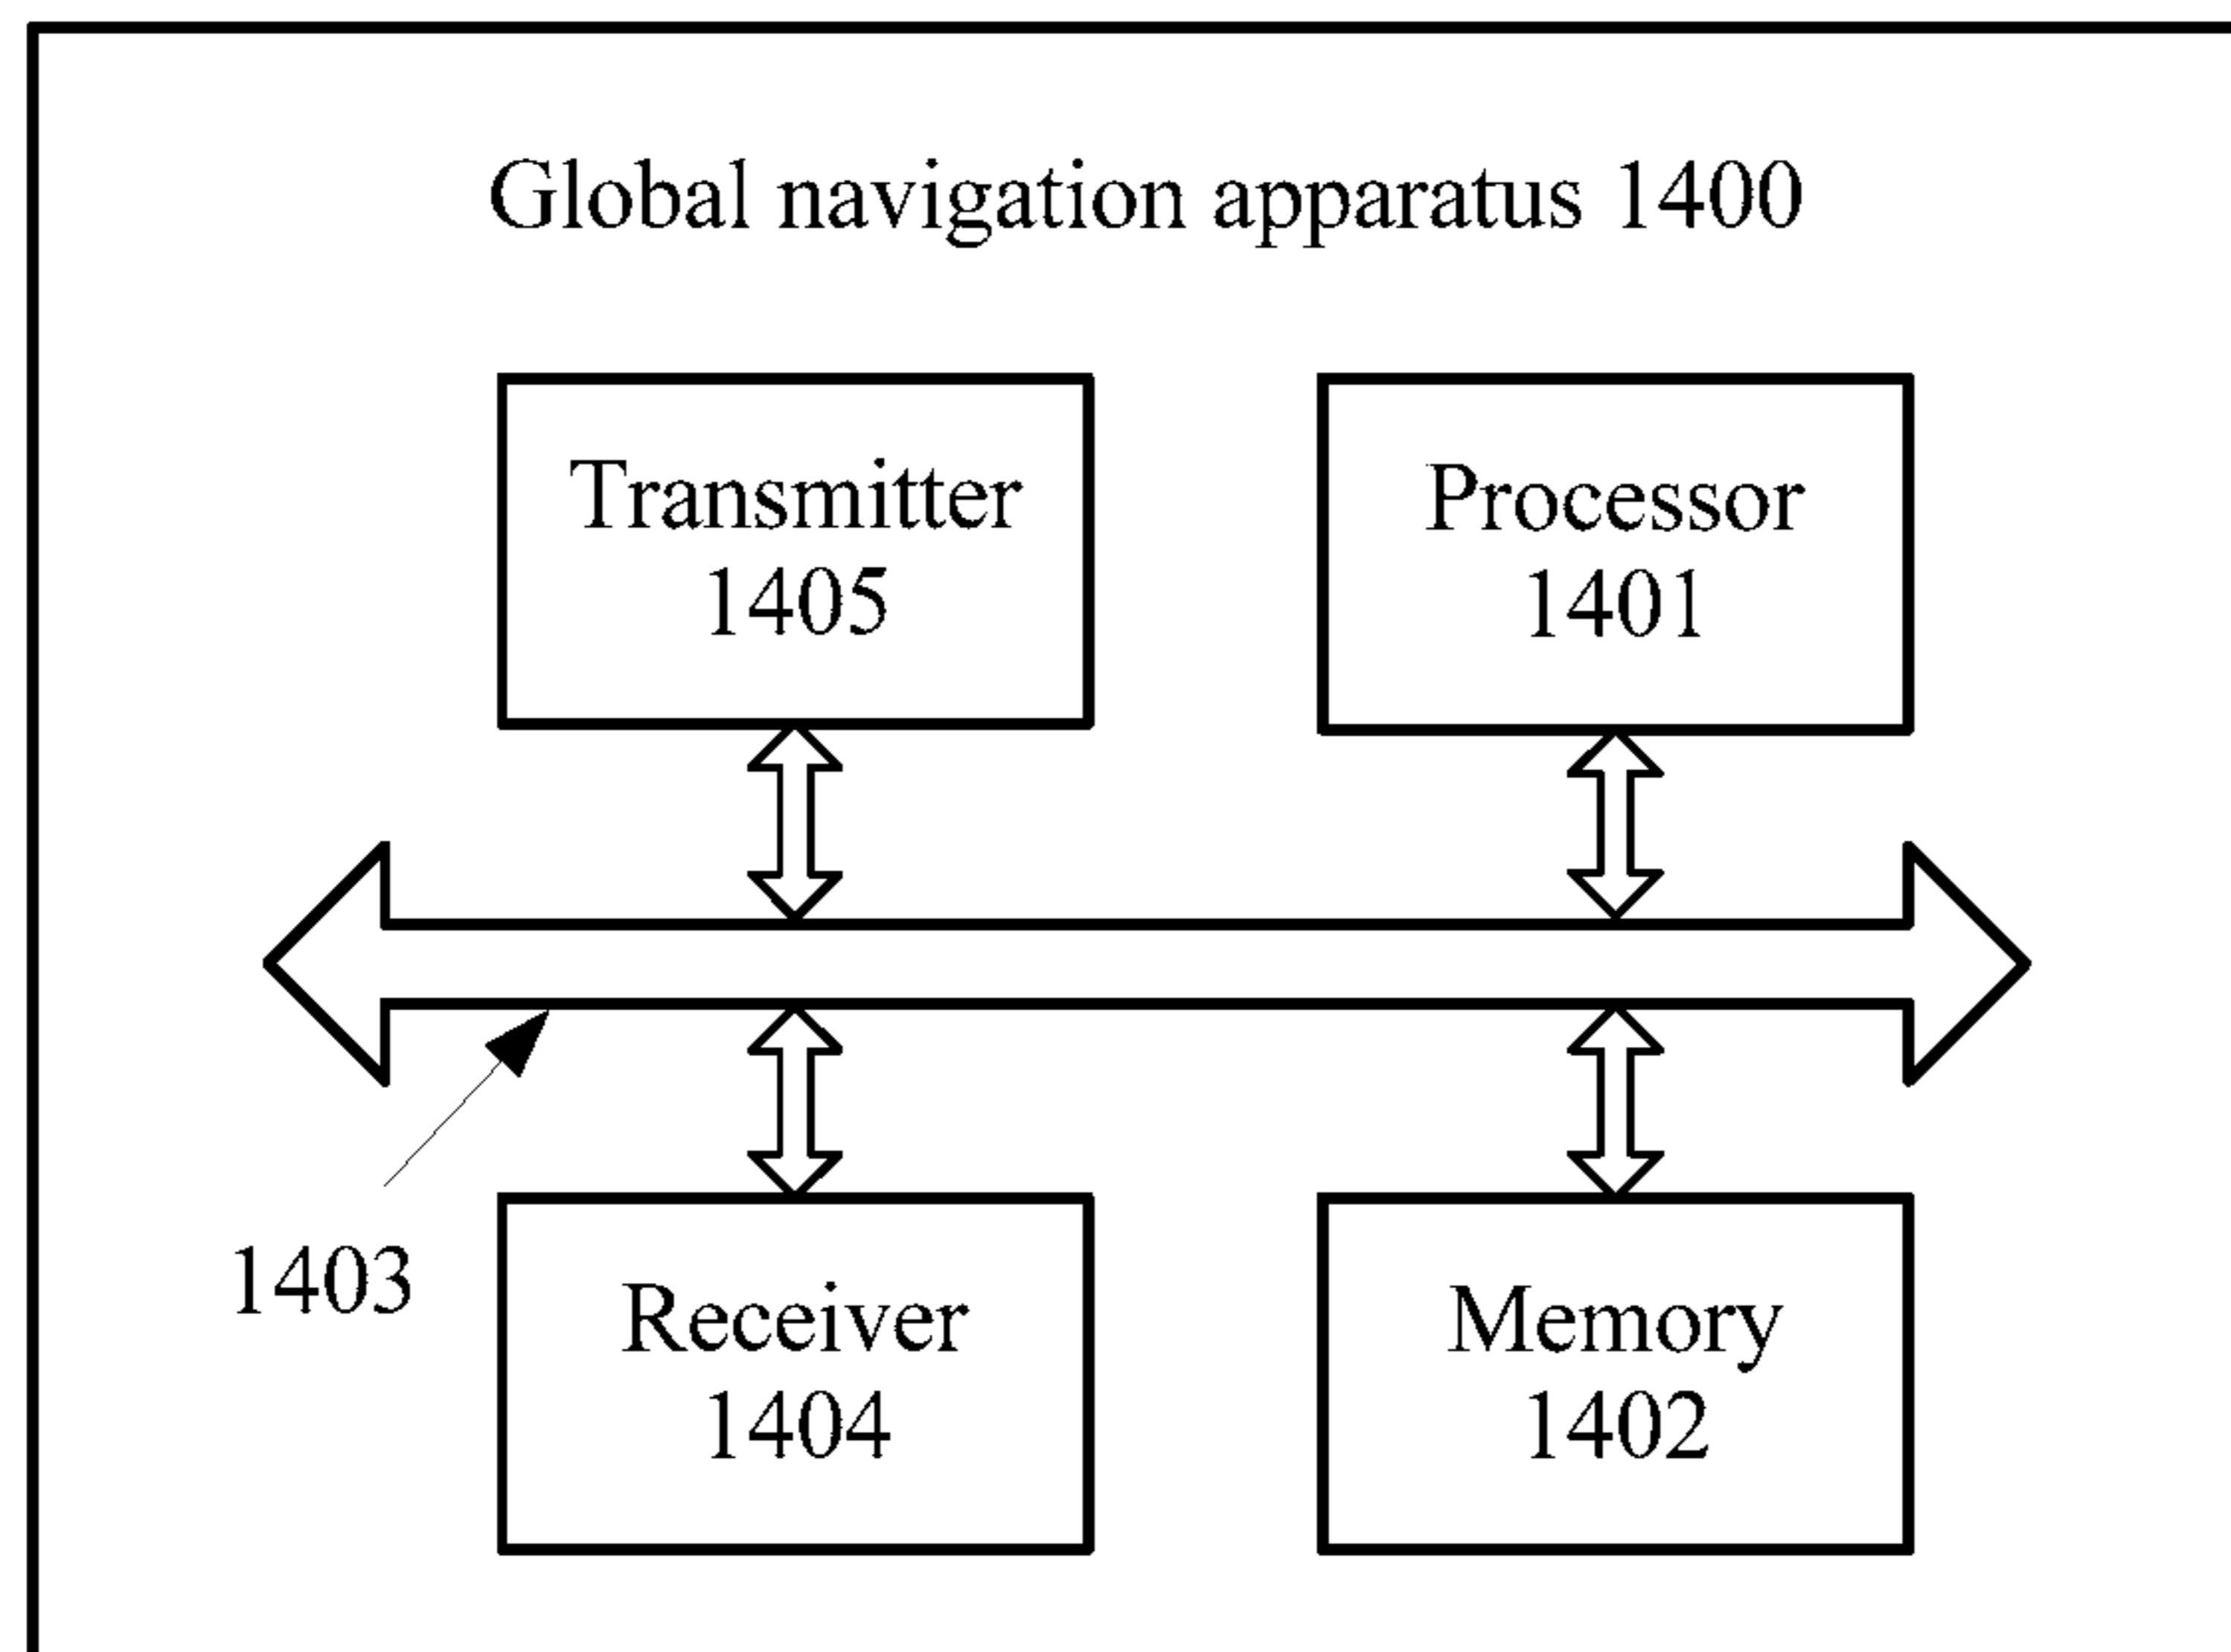 Global navigation apparatus 1400
Transmitter
1405
Processor
1401
1403
Receiver
1404
Memory
1402